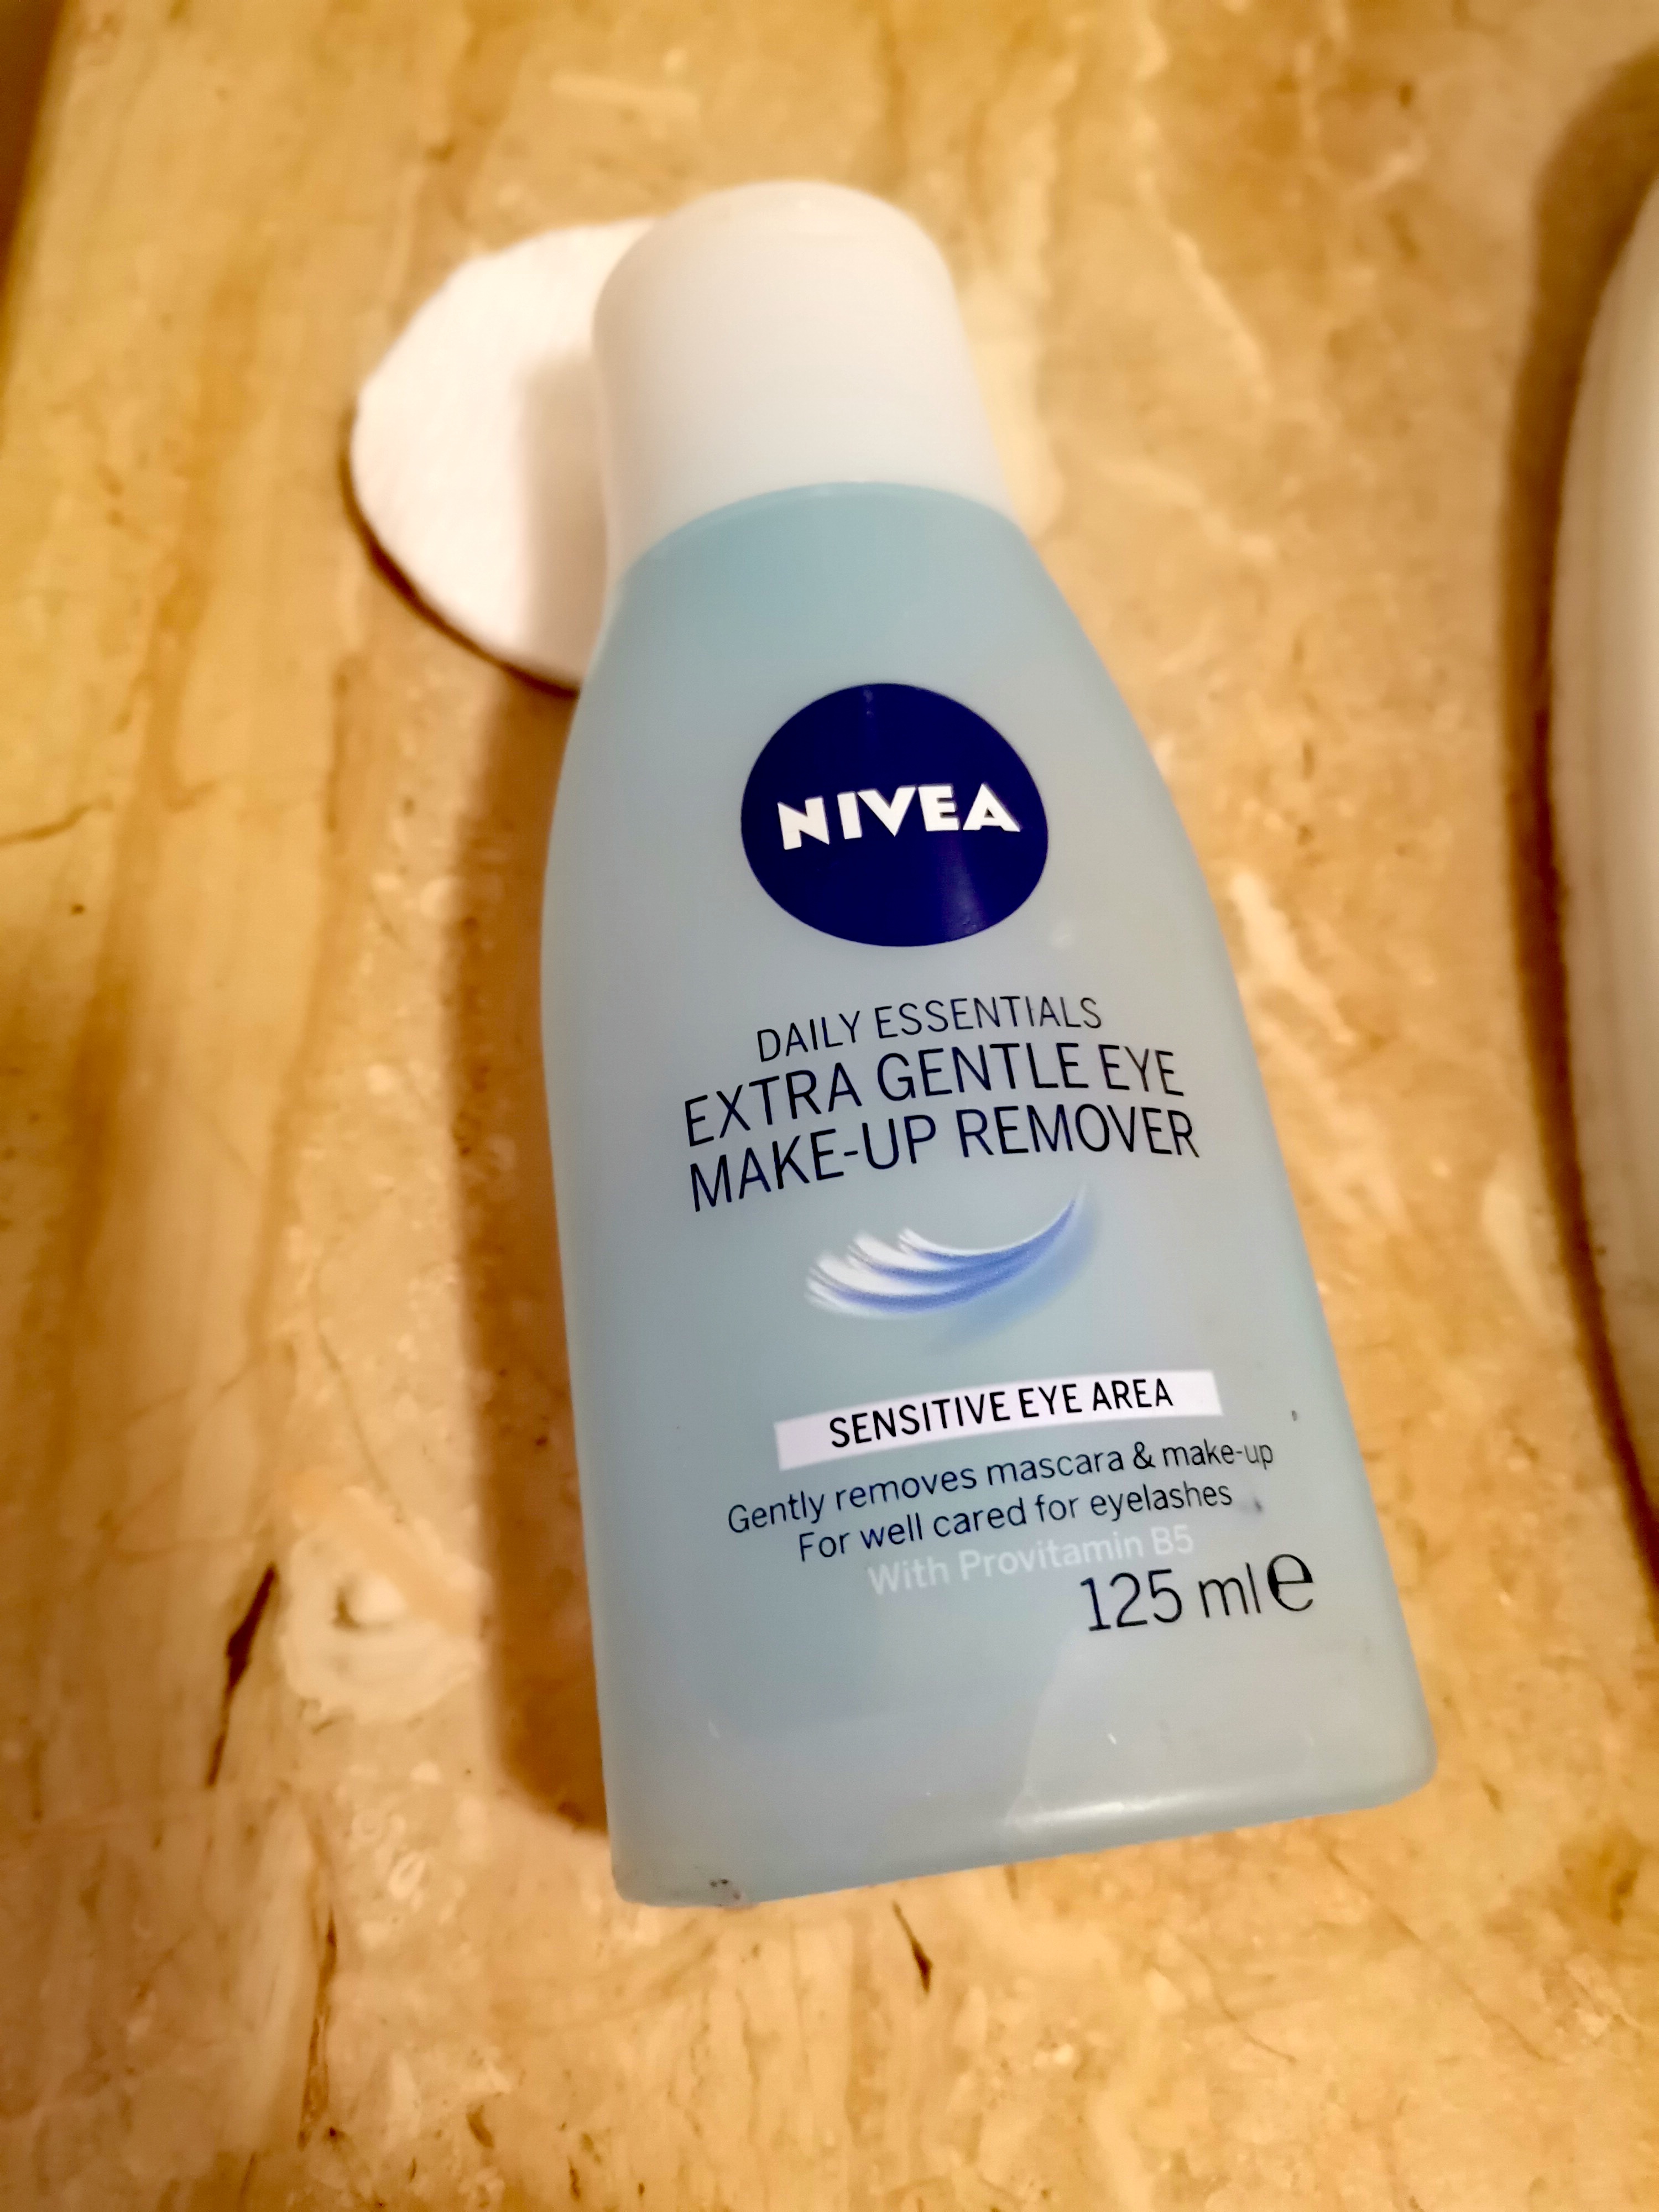 NIVEA
DAILY ESSENTIALS
EXTRA GENTLE EYE
MAKE-UP REMOVER
SENSITIVE EYE AREA
Gently removes mascara & make-up
For well cared for eyelashes
With Provitamin B5
125 ml e